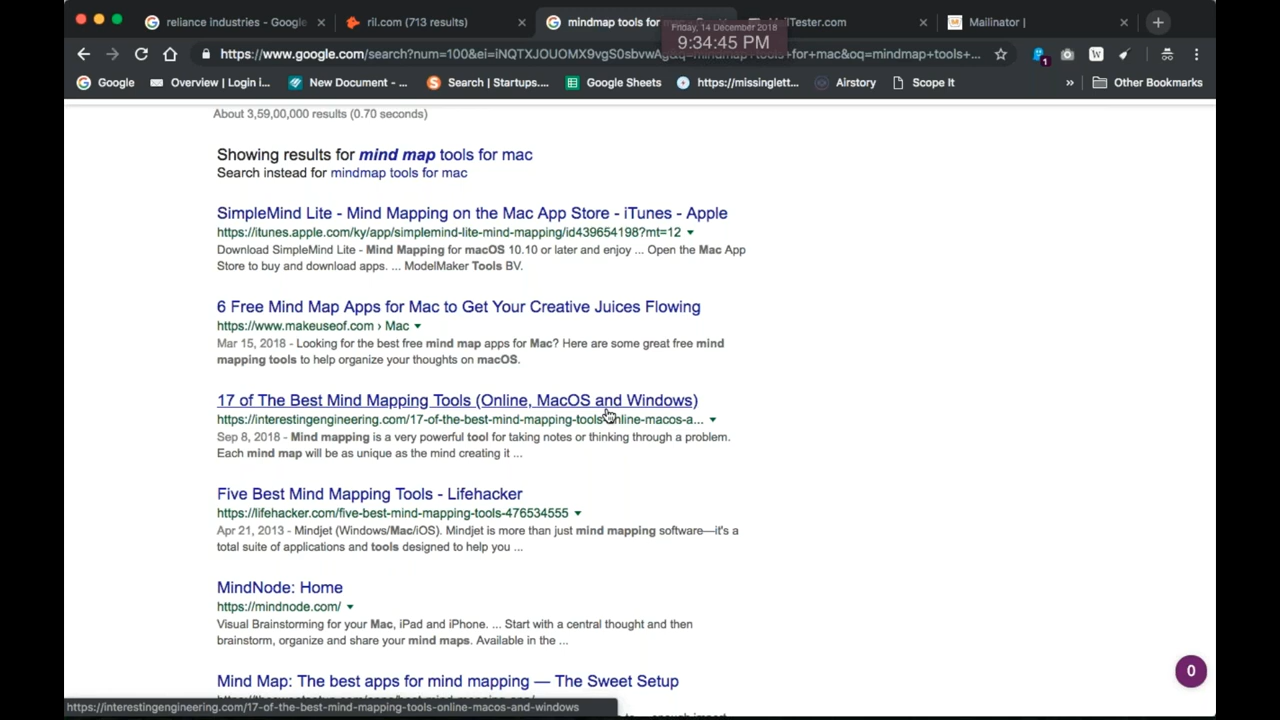 reliance industries - Google
ril.com (713 results)
mindmap tools for
Tester.com
Mailinator |
Friday, 14 December 2018
9:34:45 PM
https://www.google.com/search?num=100&ei=iNQTXJOUOMX9vgS0sbvw
for+mac&oq=mindmap+tools+...
1
W
Google
Overview | Login i...
New Document - ...
Search | Startups....
Google Sheets
https://missinglett...
Airstory
Scope It
»
Other Bookmarks
About 3,59,00,000 results (0.70 seconds)
Showing results for mind map tools for mac
Search instead for mindmap tools for mac
SimpleMind Lite - Mind Mapping on the Mac App Store - iTunes - Apple
https://itunes.apple.com/ky/app/simplemind-lite-mind-mapping/id439654198?mt=12
Download SimpleMind Lite - Mind Mapping for macOS 10.10 or later and enjoy ... Open the Mac App
Store to buy and download apps. ... ModelMaker Tools BV.
6 Free Mind Map Apps for Mac to Get Your Creative Juices Flowing
https://www.makeuseof.com › Mac
Mar 15, 2018 - Looking for the best free mind map apps for Mac? Here are some great free mind
mapping tools to help organize your thoughts on macOS.
17 of The Best Mind Mapping Tools (Online, MacOS and Windows)
https://interestingengineering.com/17-of-the-best-mind-mapping-tools-online-macos-a...
Sep 8, 2018 - Mind mapping is a very powerful tool for taking notes or thinking through a problem.
Each mind map will be as unique as the mind creating it ...
Five Best Mind Mapping Tools - Lifehacker
https://lifehacker.com/five-best-mind-mapping-tools-476534555
Apr 21, 2013 - Mindjet (Windows/Mac/iOS). Mindjet is more than just mind mapping software—it's a
total suite of applications and tools designed to help you ...
MindNode: Home
https://mindnode.com/
Visual Brainstorming for your Mac, iPad and iPhone. ... Start with a central thought and then
brainstorm, organize and share your mind maps. Available in the ...
0
Mind Map: The best apps for mind mapping — The Sweet Setup
https://interestingengineering.com/17-of-the-best-mind-mapping-tools-online-macos-and-windows